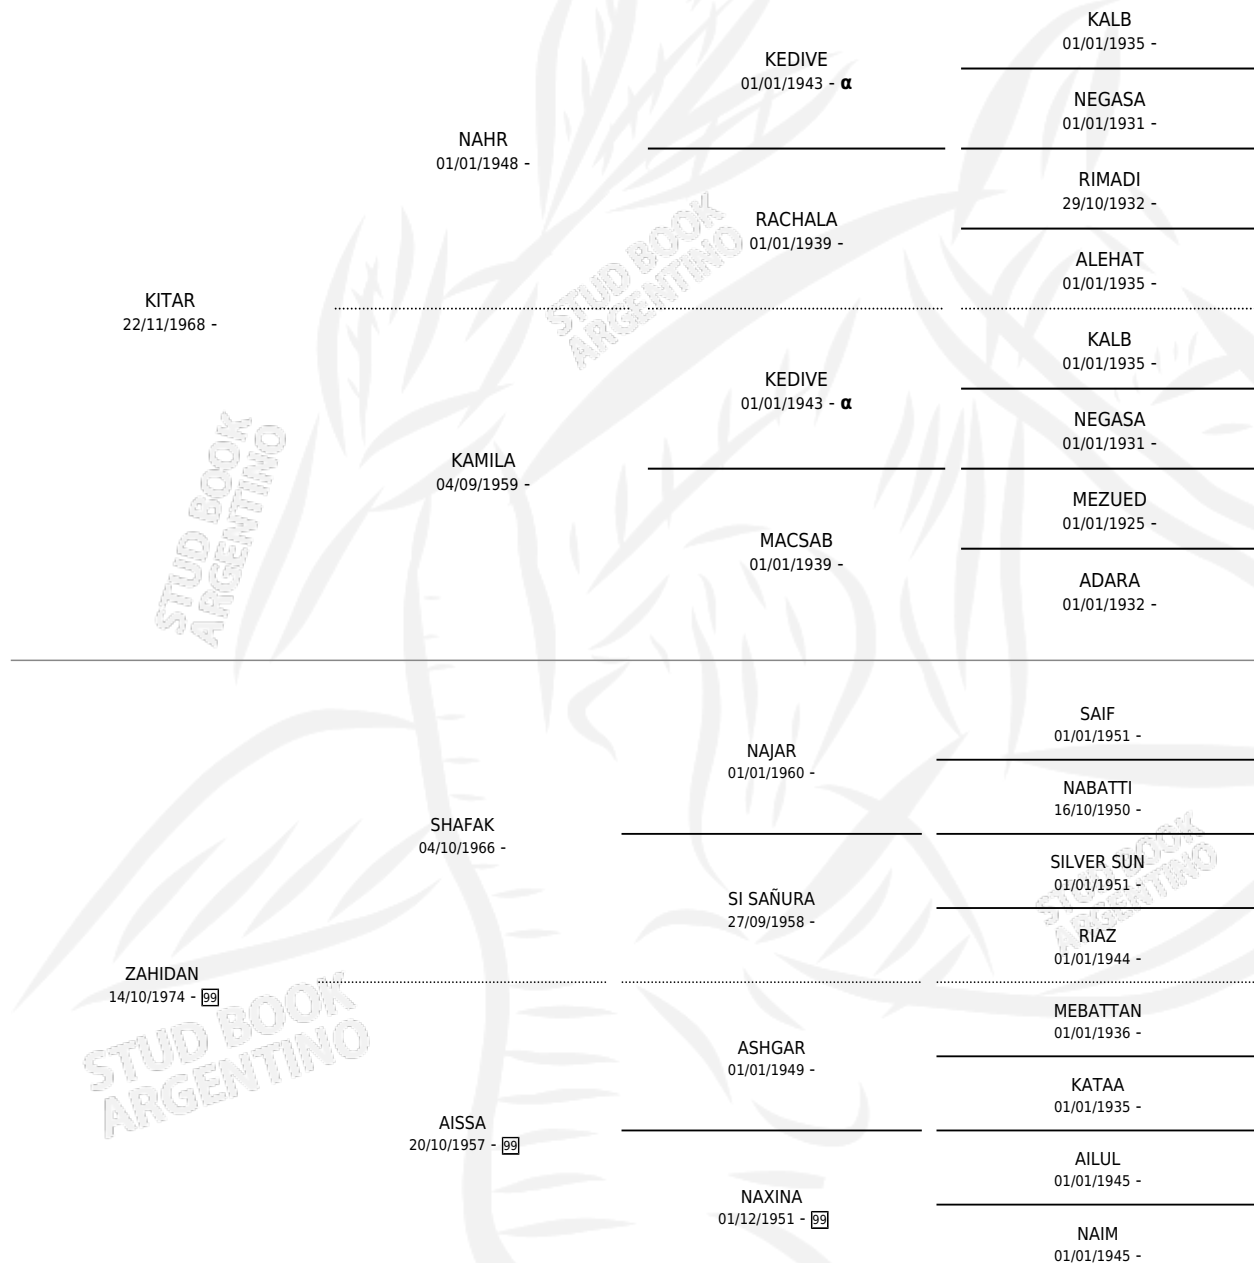 KALB
01/01/1935 -
KEDIVE
01/01/1943 - α
NEGASA
01/01/1931 -
NAHR
01/01/1948 -
RIMADI
29/10/1932 -
RACHALA
01/01/1939 -
ALEHAT
01/01/1935 -
KITAR
22/11/1968 -
KALB
01/01/1935 -
KEDIVE
01/01/1943 - α
NEGASA
01/01/1931 -
KAMILA
04/09/1959 -
MEZUED
01/01/1925 -
MACSAB
01/01/1939 -
ADARA
01/01/1932 -
STUD BOOK
ARGENTINO
STUD BOOK
ARGENTINO
SAIF
01/01/1951 -
NAJAR
01/01/1960 -
NABATTI
16/10/1950 -
SHAFAK
04/10/1966 -
SILVER SUN
01/01/1951 -
SI SAÑURA
27/09/1958 -
RIAZ
01/01/1944 -
STUD BOOK
ARGENTINO
ZAHIDAN
14/10/1974 - 99
MEBATTAN
01/01/1936 -
ASHGAR
01/01/1949 -
KATAA
01/01/1935 -
AISSA
20/10/1957 - 99
AILUL
01/01/1945 -
NAXINA
01/12/1951 - 99
NAIM
01/01/1945 -
STUD BOOK
ARGENTINO